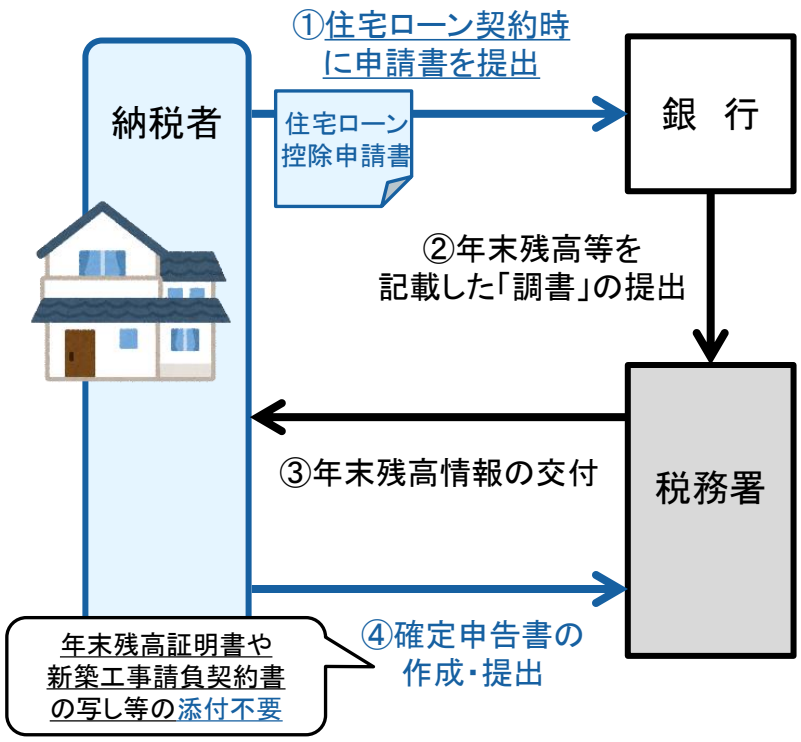 ①住宅ローン契約時
に申請書を提出
納税者
住宅ローン
控除申請書
銀 行
②年末残高等を
記載した「調書」の提出
③年末残高情報の交付
税務署
④確定申告書の
作成・提出
年末残高証明書や
新築工事請負契約書
の写し等の添付不要